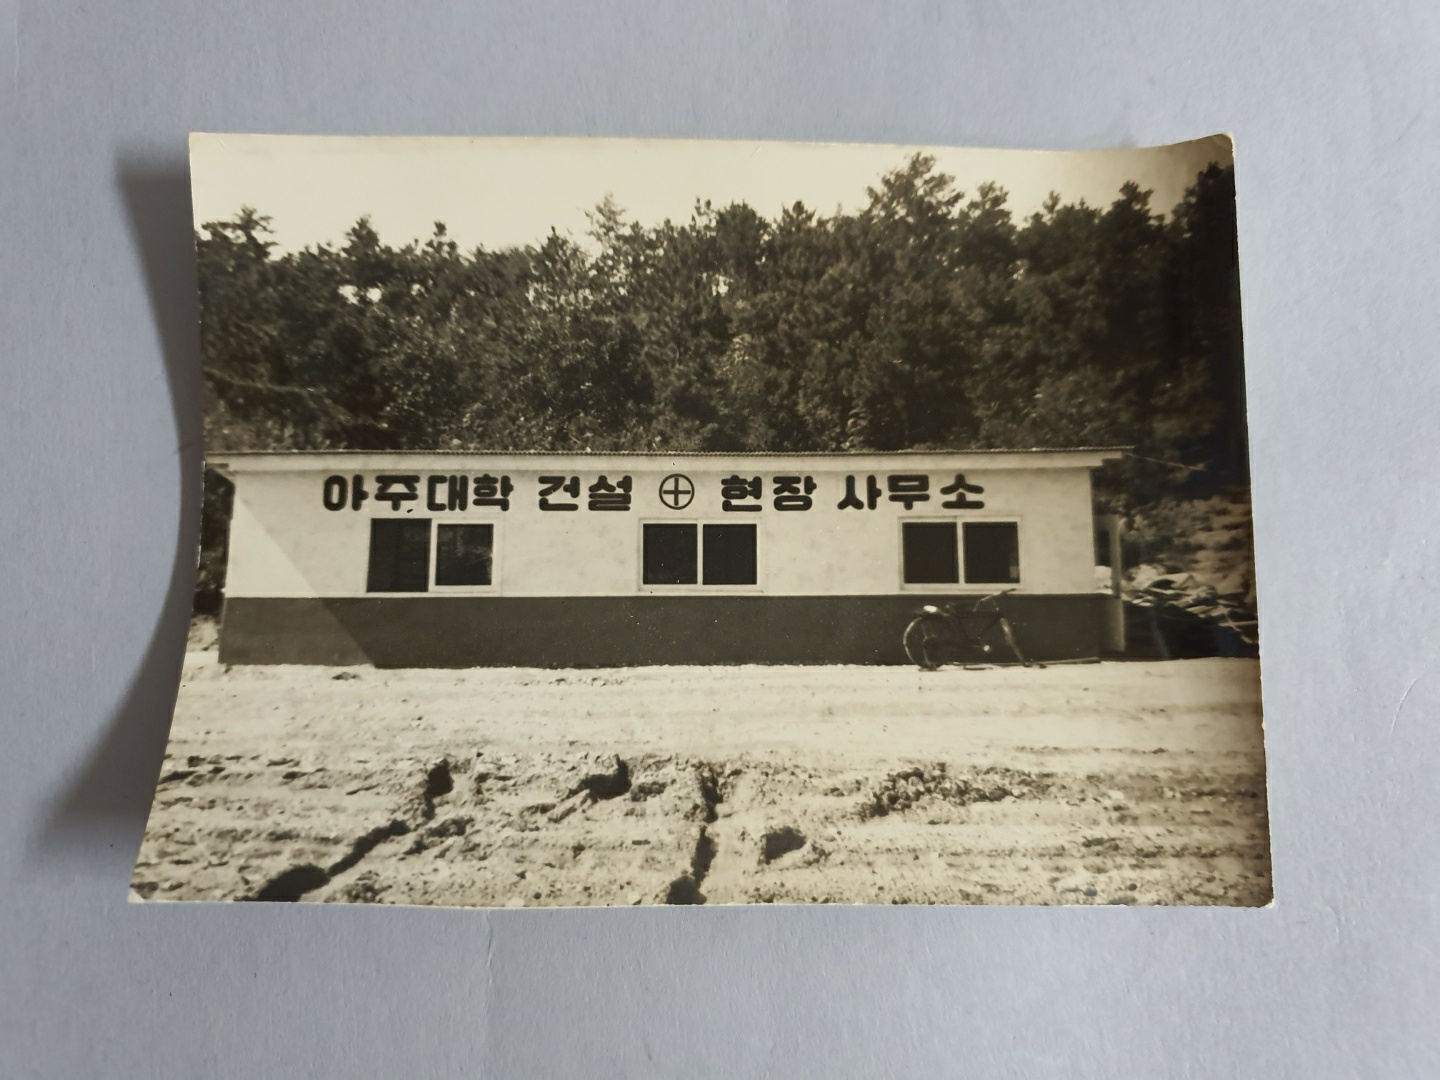 아주대학 건설 ⊕ 현장 사무소